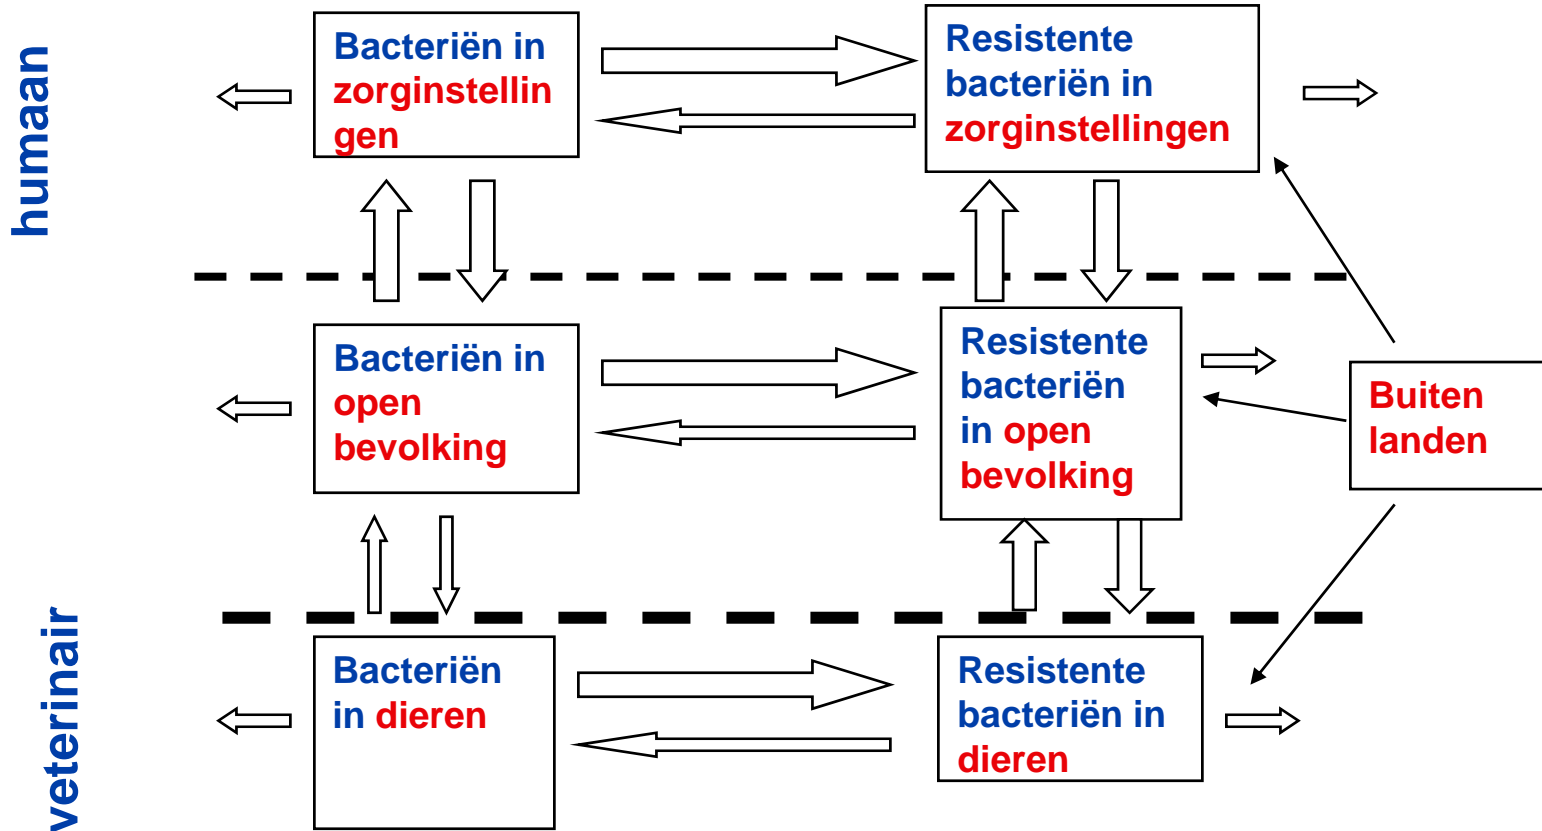 humaan
Bacteriën in
zorginstellin
gen
Resistente
bacteriën in
zorginstellingen
Bacteriën in
open
bevolking
Resistente
bacteriën
in open
bevolking
Buiten
landen
veterinair
Bacteriën
in dieren
Resistente
bacteriën in
dieren